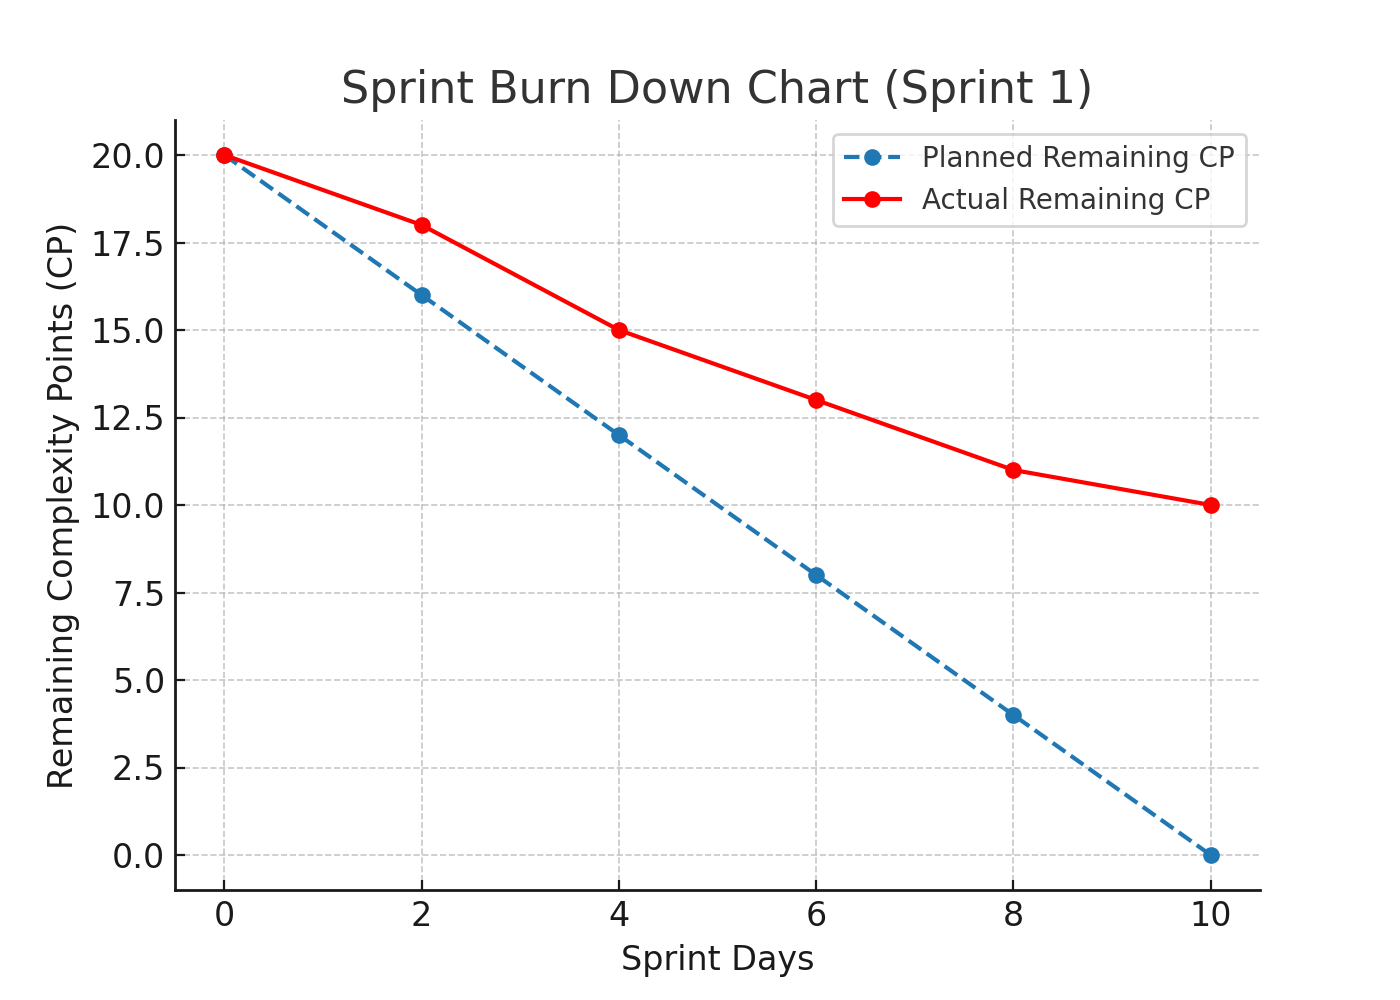 Sprint Burn Down Chart (Sprint 1)
Planned Remaining CP
Actual Remaining CP
Remaining Complexity Points (CP)
20.0
17.5
15.0
12.5
10.0
7.5
5.0
2.5
0.0
0 2 4 6 8 10
Sprint Days